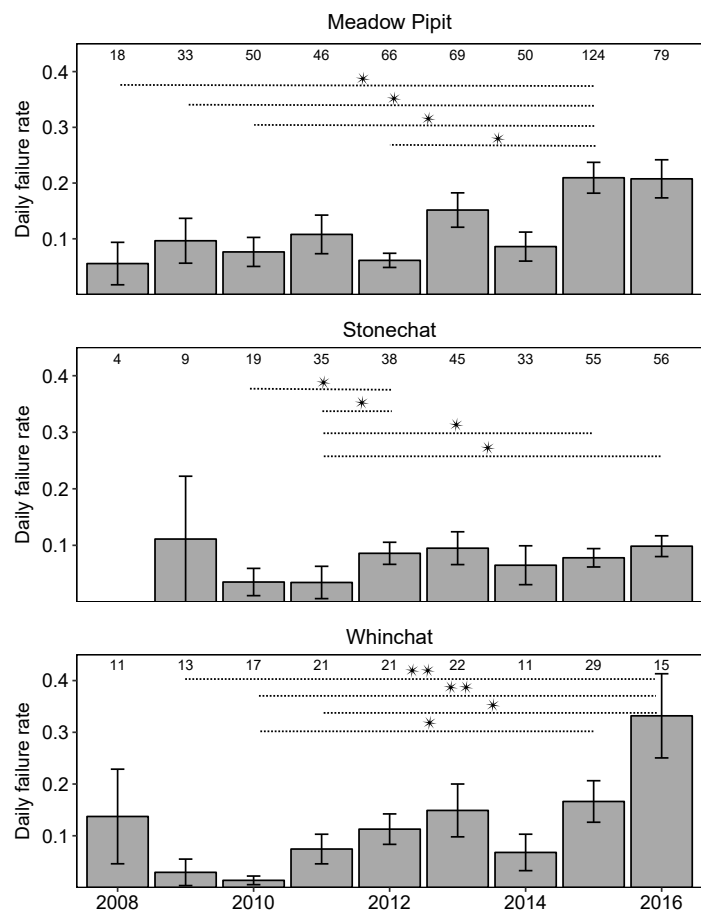 Meadow Pipit
18 33 50 46 66 69 50 124 79
Daily failure rate
0.4
0.3
0.2
0.1
✴
✴
✴
✴
Stonechat
4 9 19 35 38 45 33 55 56
Daily failure rate
0.4
0.3
0.2
0.1
✴
✴
✴
✴
Whinchat
11 13 17 21 21 22 11 29 15
Daily failure rate
0.4
0.3
0.2
0.1
✴✴
✴✴
✴
✴
2008 2010 2012 2014 2016